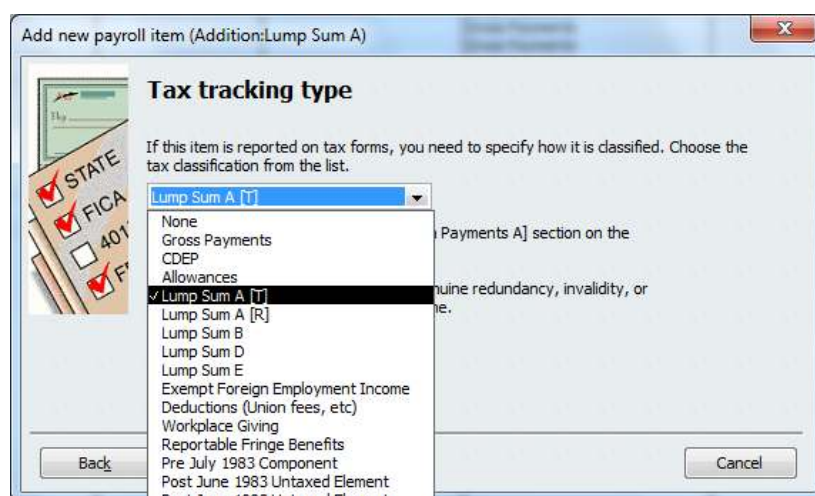 Add new payroll item (Addition:Lump Sum A)
Tax tracking type
If this item is reported on tax forms, you need to specify how it is classified. Choose the
tax classification from the list.
Lump Sum A [T]
None
Gross Payments
Payments A] section on the
CDEP
Allowances
✓ Lump Sum A [T]
nuine redundancy, invalidity, or
Lump Sum A [R]
Lump Sum B
Lump Sum D
Lump Sum E
Exempt Foreign Employment Income
Deductions (Union fees, etc)
Workplace Giving
Reportable Fringe Benefits
Pre July 1983 Component
Post June 1983 Untaxed Element
Back
Cancel
STATE
FICA
401